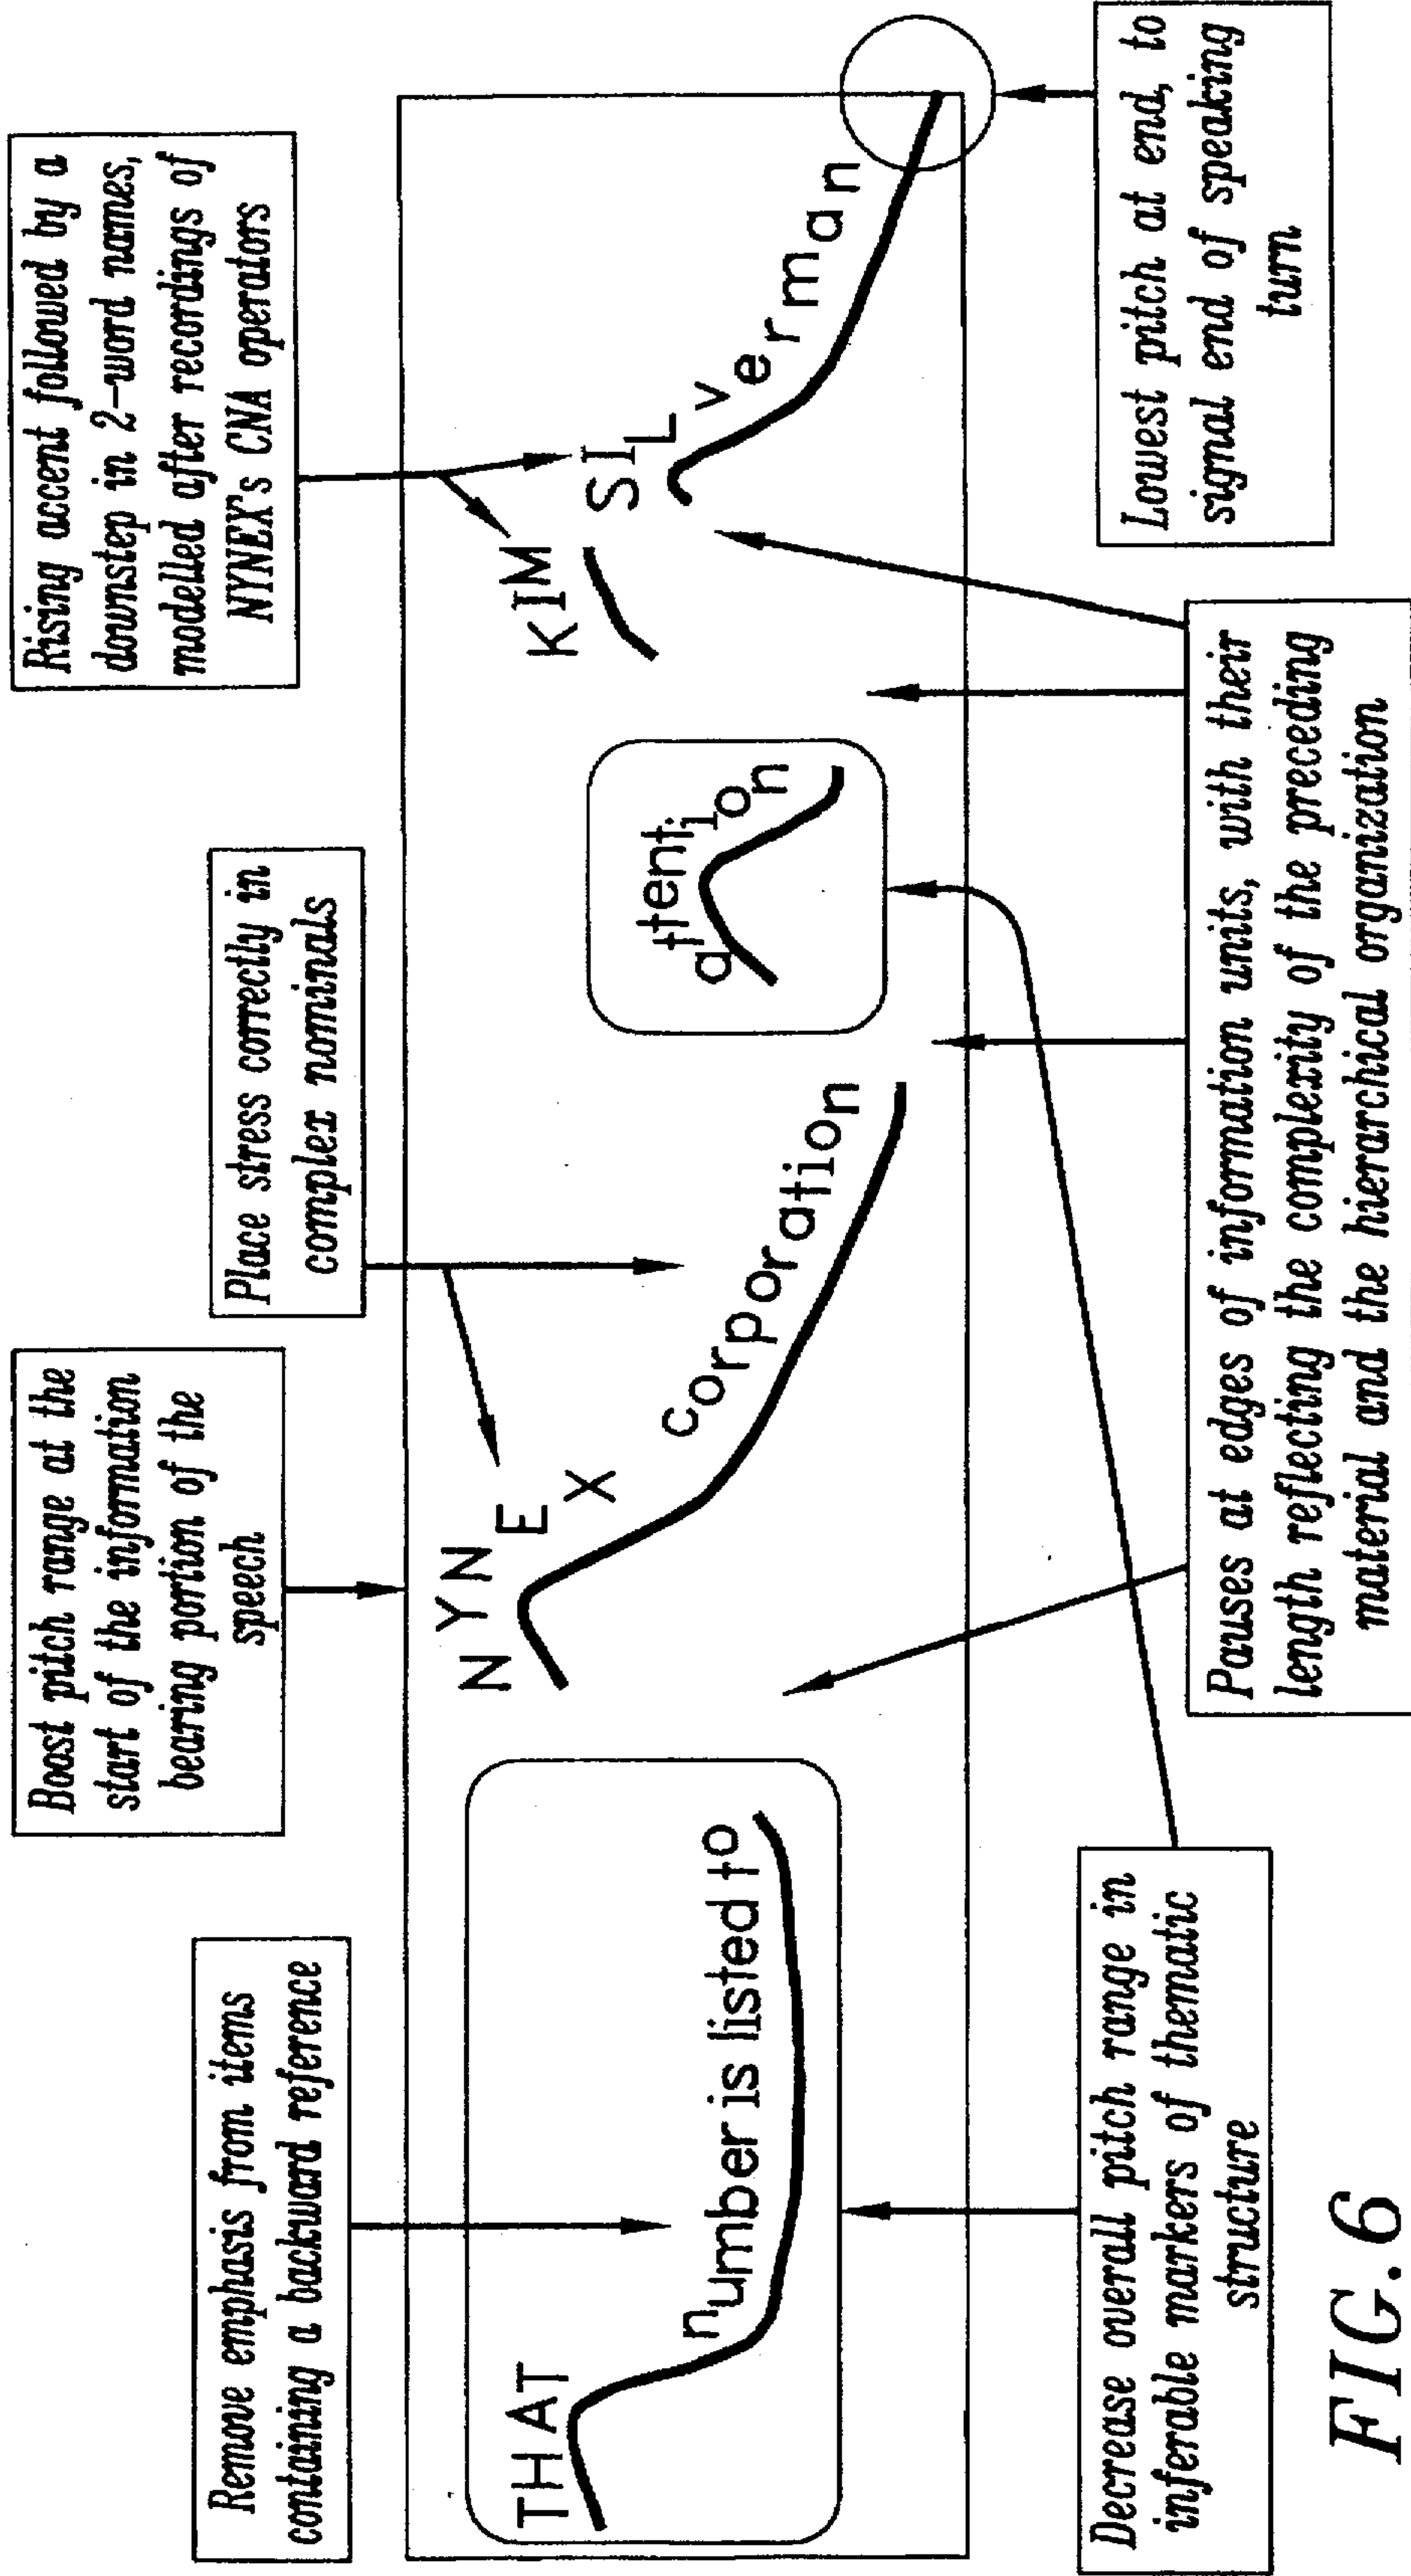 Remove emphasis from items
containing a backward reference
Boost pitch range at the
start of the information
bearing portion of the
speech
Place stress correctly in
complex nominals
Rising accent followed by a
downstep in 2-word names,
modelled after recordings of
NYNEX's CNA operators
THAT number is listed to
NYNEX corporation
attention
KIM SILverman
Decrease overall pitch range in
inferable markers of thematic
structure
Pauses at edges of information units, with their
length reflecting the complexity of the preceding
material and the hierarchical organization
Lowest pitch at end, to
signal end of speaking
turn
FIG. 6